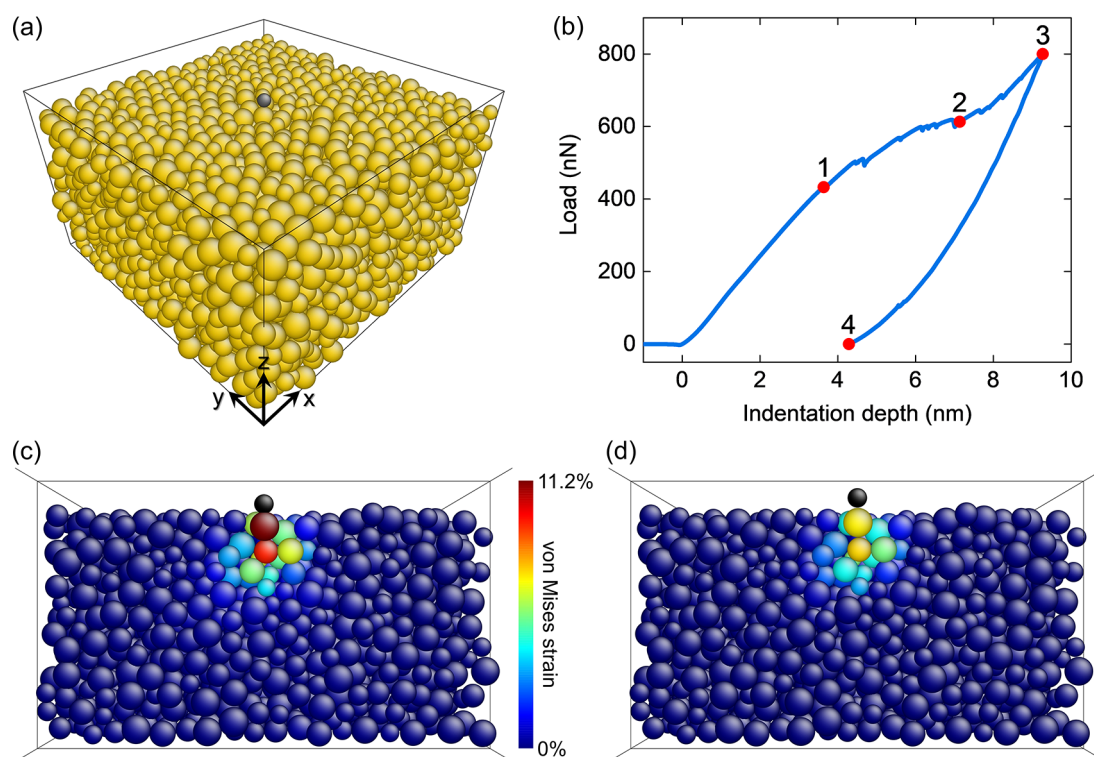 (a)
z
y
x
(b)
Load (nN)
800
600
400
200
0
1
2
3
4
0
2
4
6
8
10
Indentation depth (nm)
(c)
11.2%
von Mises strain
0%
(d)